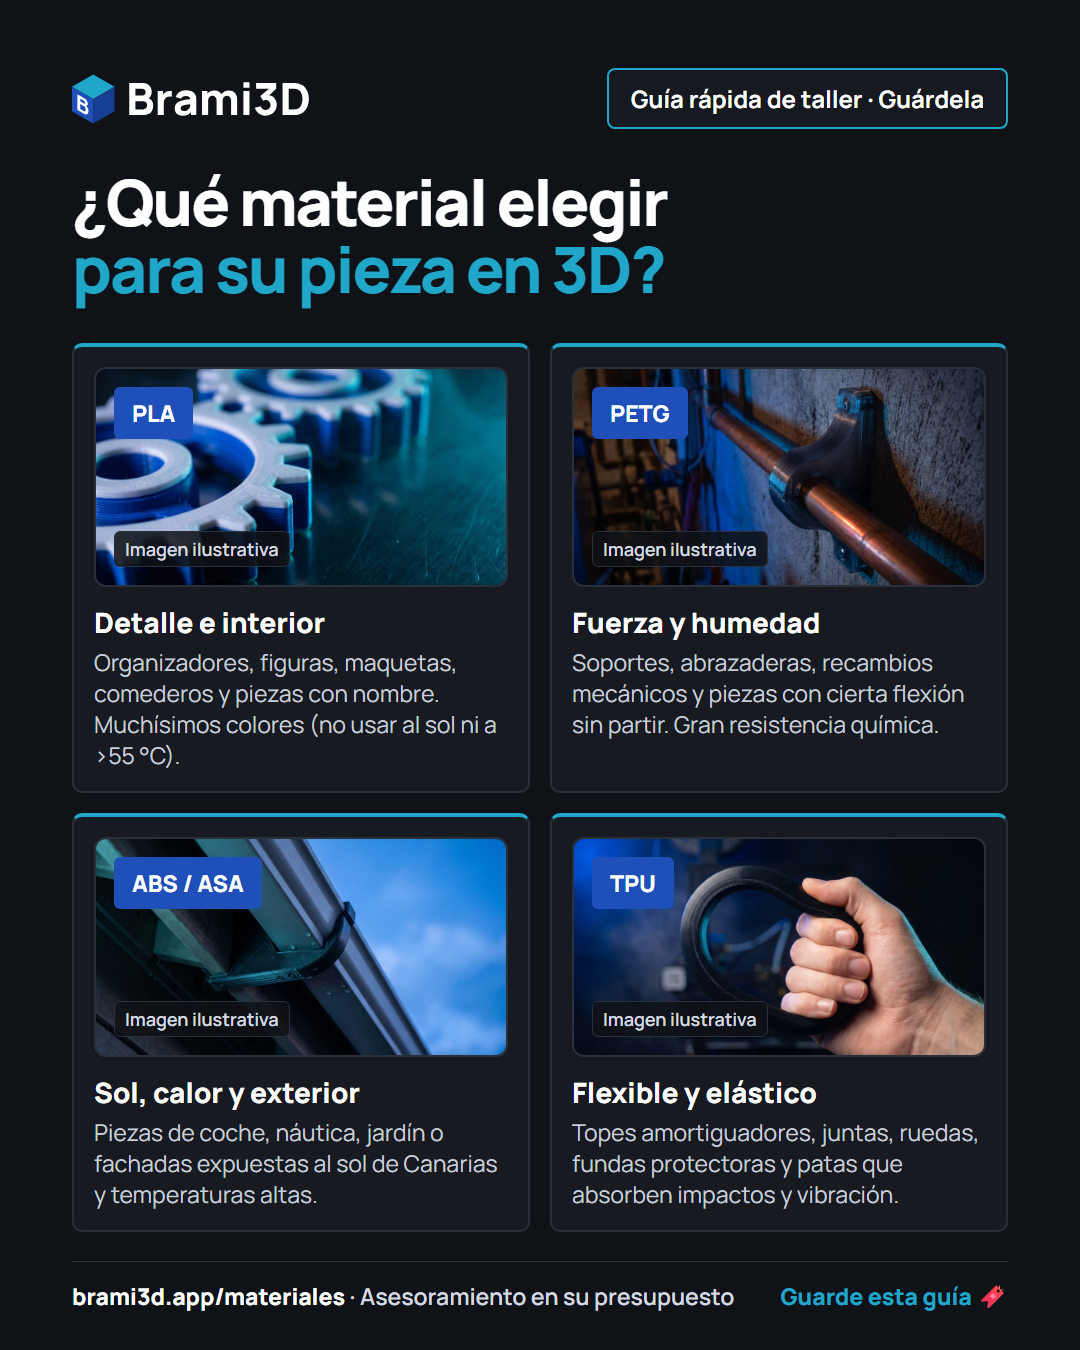 Brami3D
Guía rápida de taller · Guárdela
¿Qué material elegir
para su pieza en 3D?
PLA
Imagen ilustrativa
Detalle e interior
Organizadores, figuras, maquetas,
comederos y piezas con nombre.
Muchísimos colores (no usar al sol ni a
>55 °C).
PETG
Imagen ilustrativa
Fuerza y humedad
Soportes, abrazaderas, recambios
mecánicos y piezas con cierta flexión
sin partir. Gran resistencia química.
ABS / ASA
Imagen ilustrativa
Sol, calor y exterior
Piezas de coche, náutica, jardín o
fachadas expuestas al sol de Canarias
y temperaturas altas.
TPU
Imagen ilustrativa
Flexible y elástico
Topes amortiguadores, juntas, ruedas,
fundas protectoras y patas que
absorben impactos y vibración.
brami3d.app/materiales · Asesoramiento en su presupuesto
Guarde esta guía